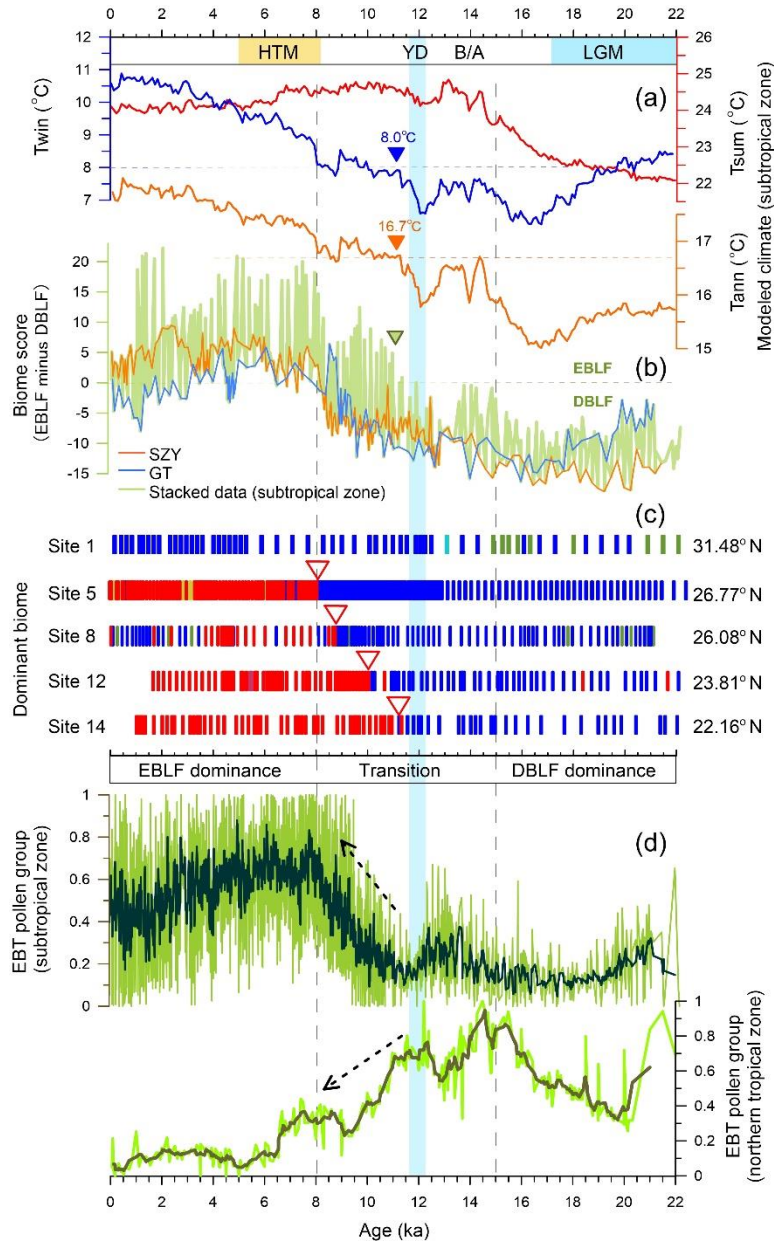 0 2 4 6 8 10 12 14 16 18 20 22
HTM YD B/A LGM
(a)
Twin (°C)
12
11
10
9
8
7
Tsum (°C)
26
25
24
23
22
8.0°C
16.7°C
Tann (°C)
17
16
15
Modeled climate (subtropical zone)
(b)
Biome score
(EBLF minus DBLF)
20
15
10
5
0
-5
-10
-15
EBLF
DBLF
SZY
GT
Stacked data (subtropical zone)
(c)
Dominant biome
Site 1 31.48° N
Site 5 26.77° N
Site 8 26.08° N
Site 12 23.81° N
Site 14 22.16° N
EBLF dominance Transition DBLF dominance
(d)
EBT pollen group
(subtropical zone)
1
0.8
0.6
0.4
0.2
0
EBT pollen group
(northern tropical zone)
1
0.8
0.6
0.4
0.2
0
0 2 4 6 8 10 12 14 16 18 20 22
Age (ka)